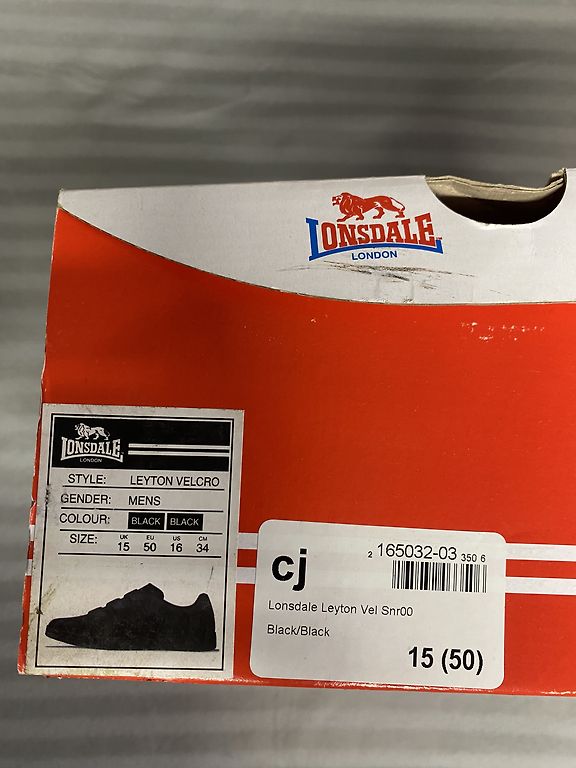 LONSDALE
LONDON
LONSDALE
LONDON
STYLE: LEYTON VELCRO
GENDER: MENS
COLOUR: BLACK BLACK
SIZE: UK 15 EU 50 US 16 CM 34
cj
2 165032-03 350 6
Lonsdale Leyton Vel Snr00
Black/Black
15 (50)